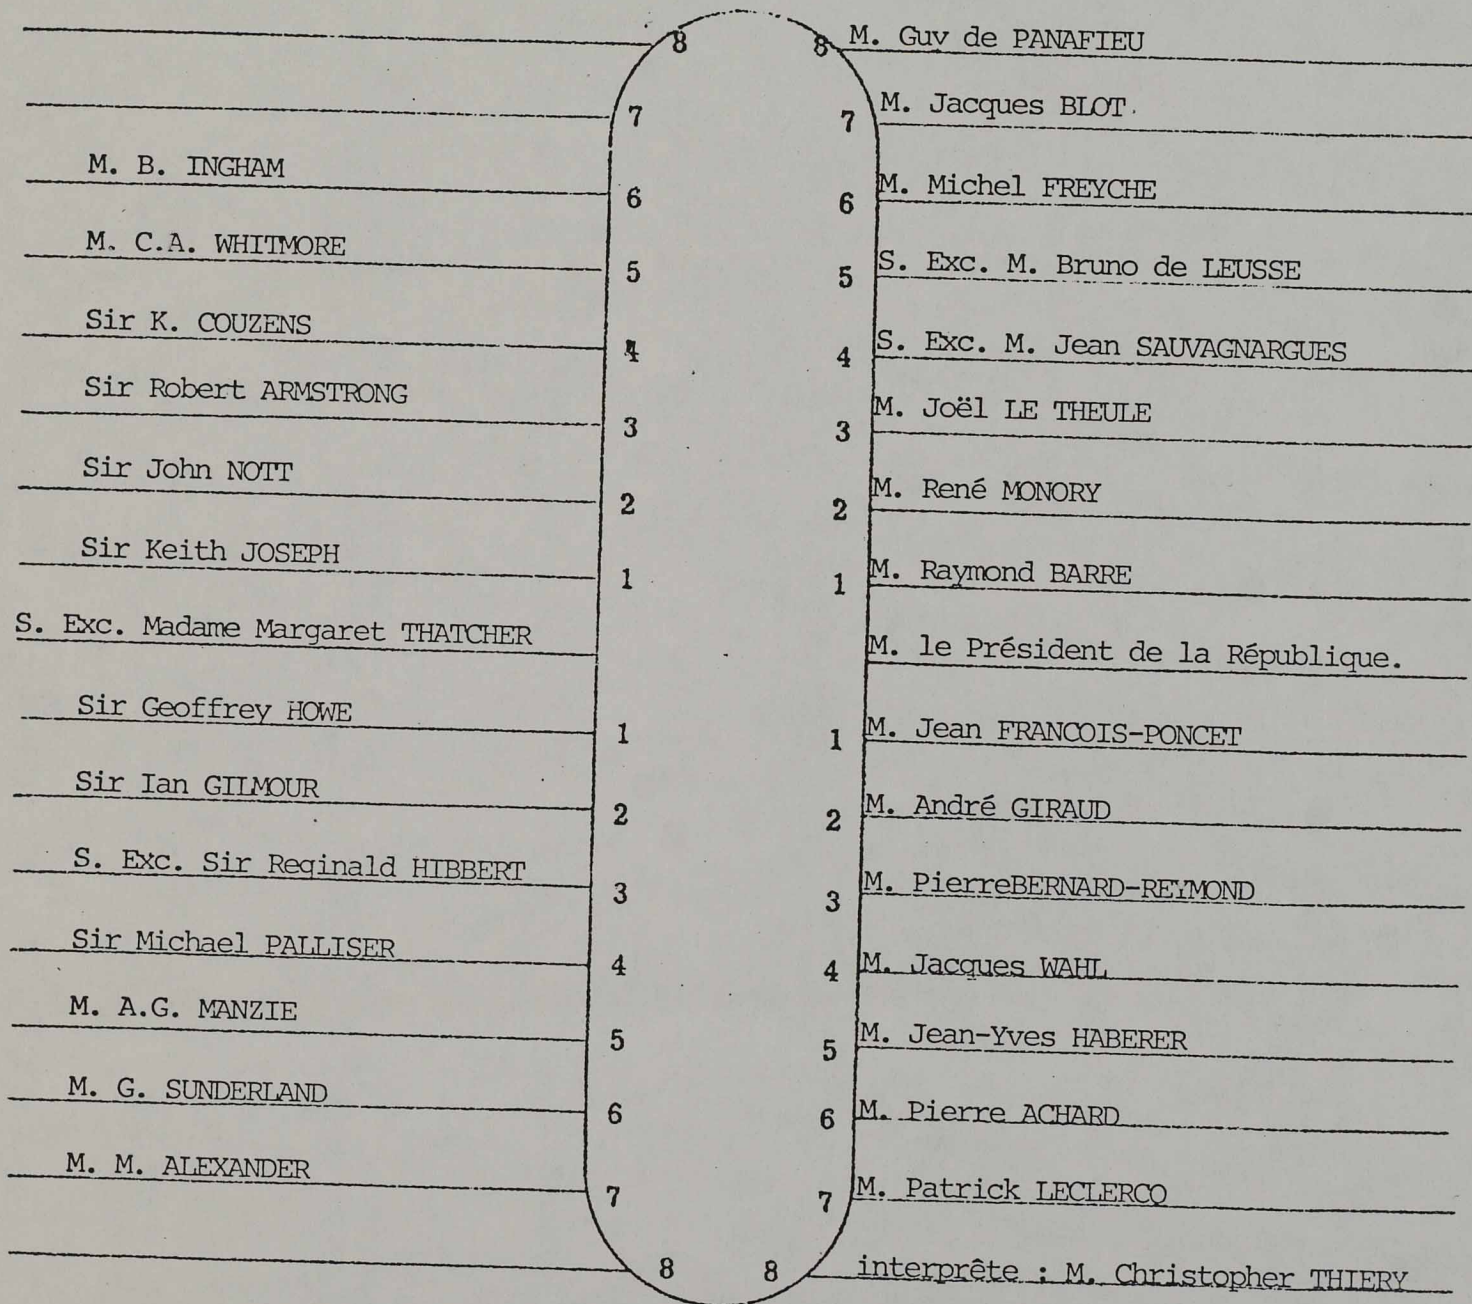 8 8 M. Guy de PANAFIEU
7 7 M. Jacques BLOT.
M. B. INGHAM 6 6 M. Michel FREYCHE
M. C.A. WHITMORE 5 5 S. Exc. M. Bruno de LEUSSE
Sir K. COUZENS 4 4 S. Exc. M. Jean SAUVAGNARGUES
Sir Robert ARMSTRONG 3 3 M. Joël LE THEULE
Sir John NOTT 2 2 M. René MONORY
Sir Keith JOSEPH 1 1 M. Raymond BARRE
S. Exc. Madame Margaret THATCHER M. le Président de la République.
Sir Geoffrey HOWE 1 1 M. Jean FRANCOIS-PONCET
Sir Ian GILMOUR 2 2 M. André GIRAUD
S. Exc. Sir Reginald HIBBERT 3 3 M. PierreBERNARD-REYMOND
Sir Michael PALLISER 4 4 M. Jacques WAHL
M. A.G. MANZIE 5 5 M. Jean-Yves HABERER
M. G. SUNDERLAND 6 6 M. Pierre ACHARD
M. M. ALEXANDER 7 7 M. Patrick LECLERCQ
8 8 interprête : M. Christopher THIERY